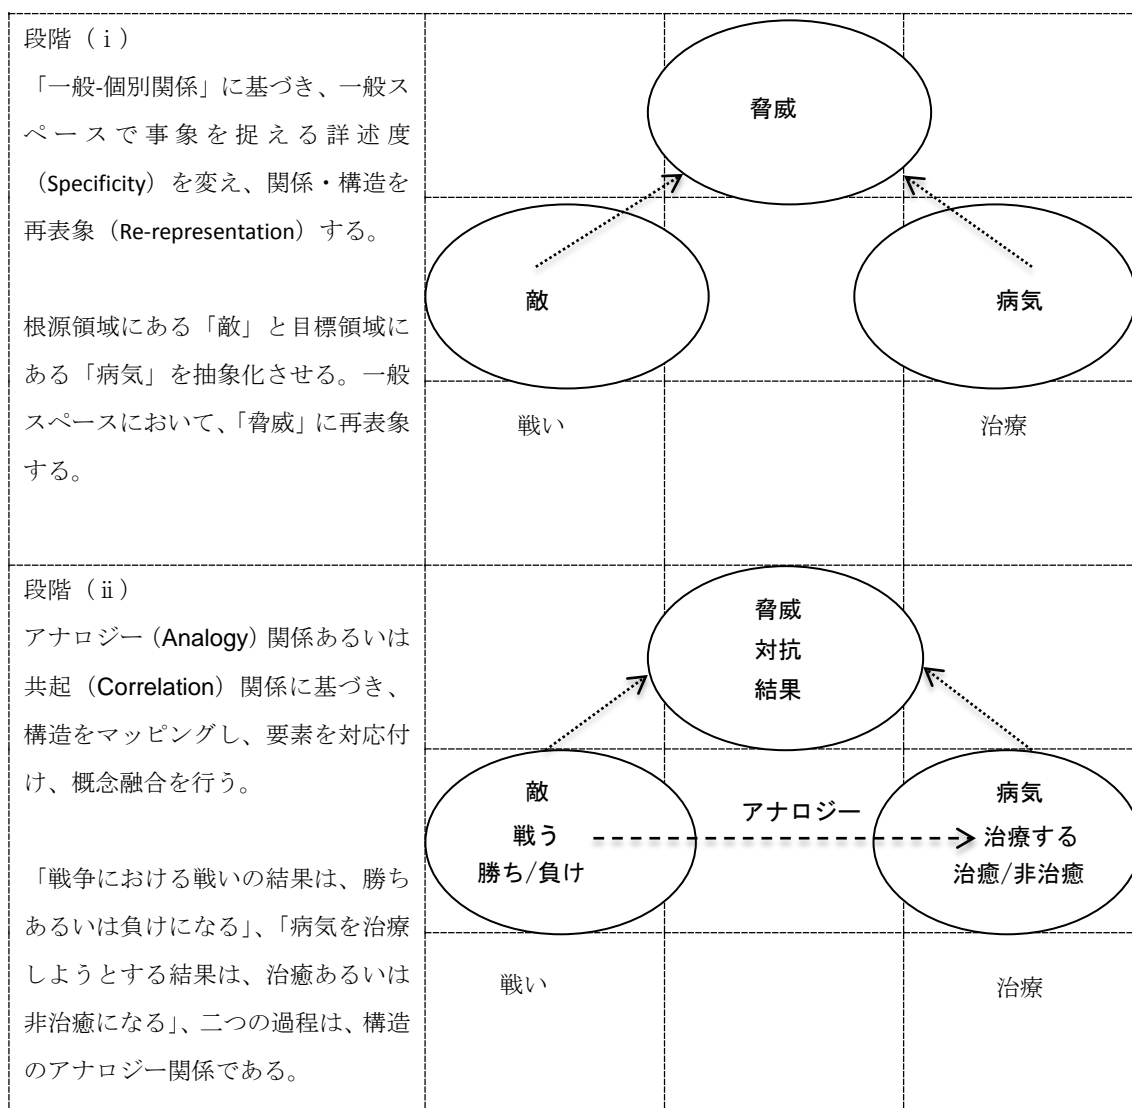 段階（ⅰ）
「一般-個別関係」に基づき、一般ス
ペースで事象を捉える詳述度
（Specificity）を変え、関係・構造を
再表象（Re-representation）する。
根源領域にある「敵」と目標領域に
ある「病気」を抽象化させる。一般
スペースにおいて、「脅威」に再表象
する。
脅威
敵
病気
戦い
治療
段階（ⅱ）
アナロジー（Analogy）関係あるいは
共起（Correlation）関係に基づき、
構造をマッピングし、要素を対応付
け、概念融合を行う。
「戦争における戦いの結果は、勝ち
あるいは負けになる」、「病気を治療
しようとする結果は、治癒あるいは
非治癒になる」、二つの過程は、構造
のアナロジー関係である。
脅威
対抗
結果
敵
戦う
勝ち/負け
アナロジー
病気
治療する
治癒/非治癒
戦い
治療